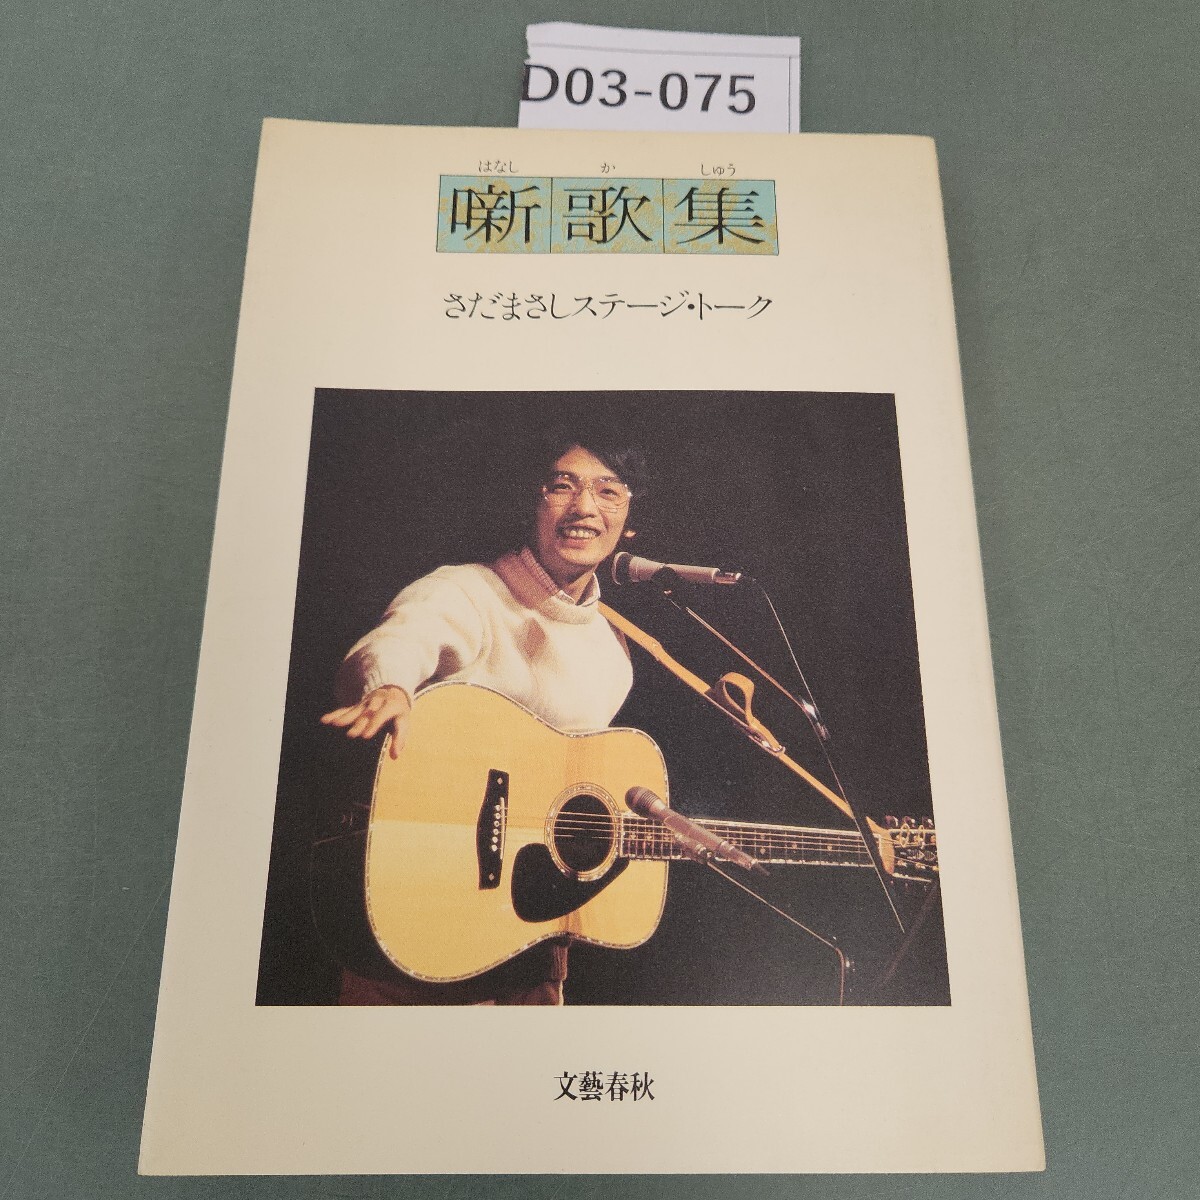 D03-075
はなし か しゅう
噺歌集
さだまさしステージ・トーク
文藝春秋